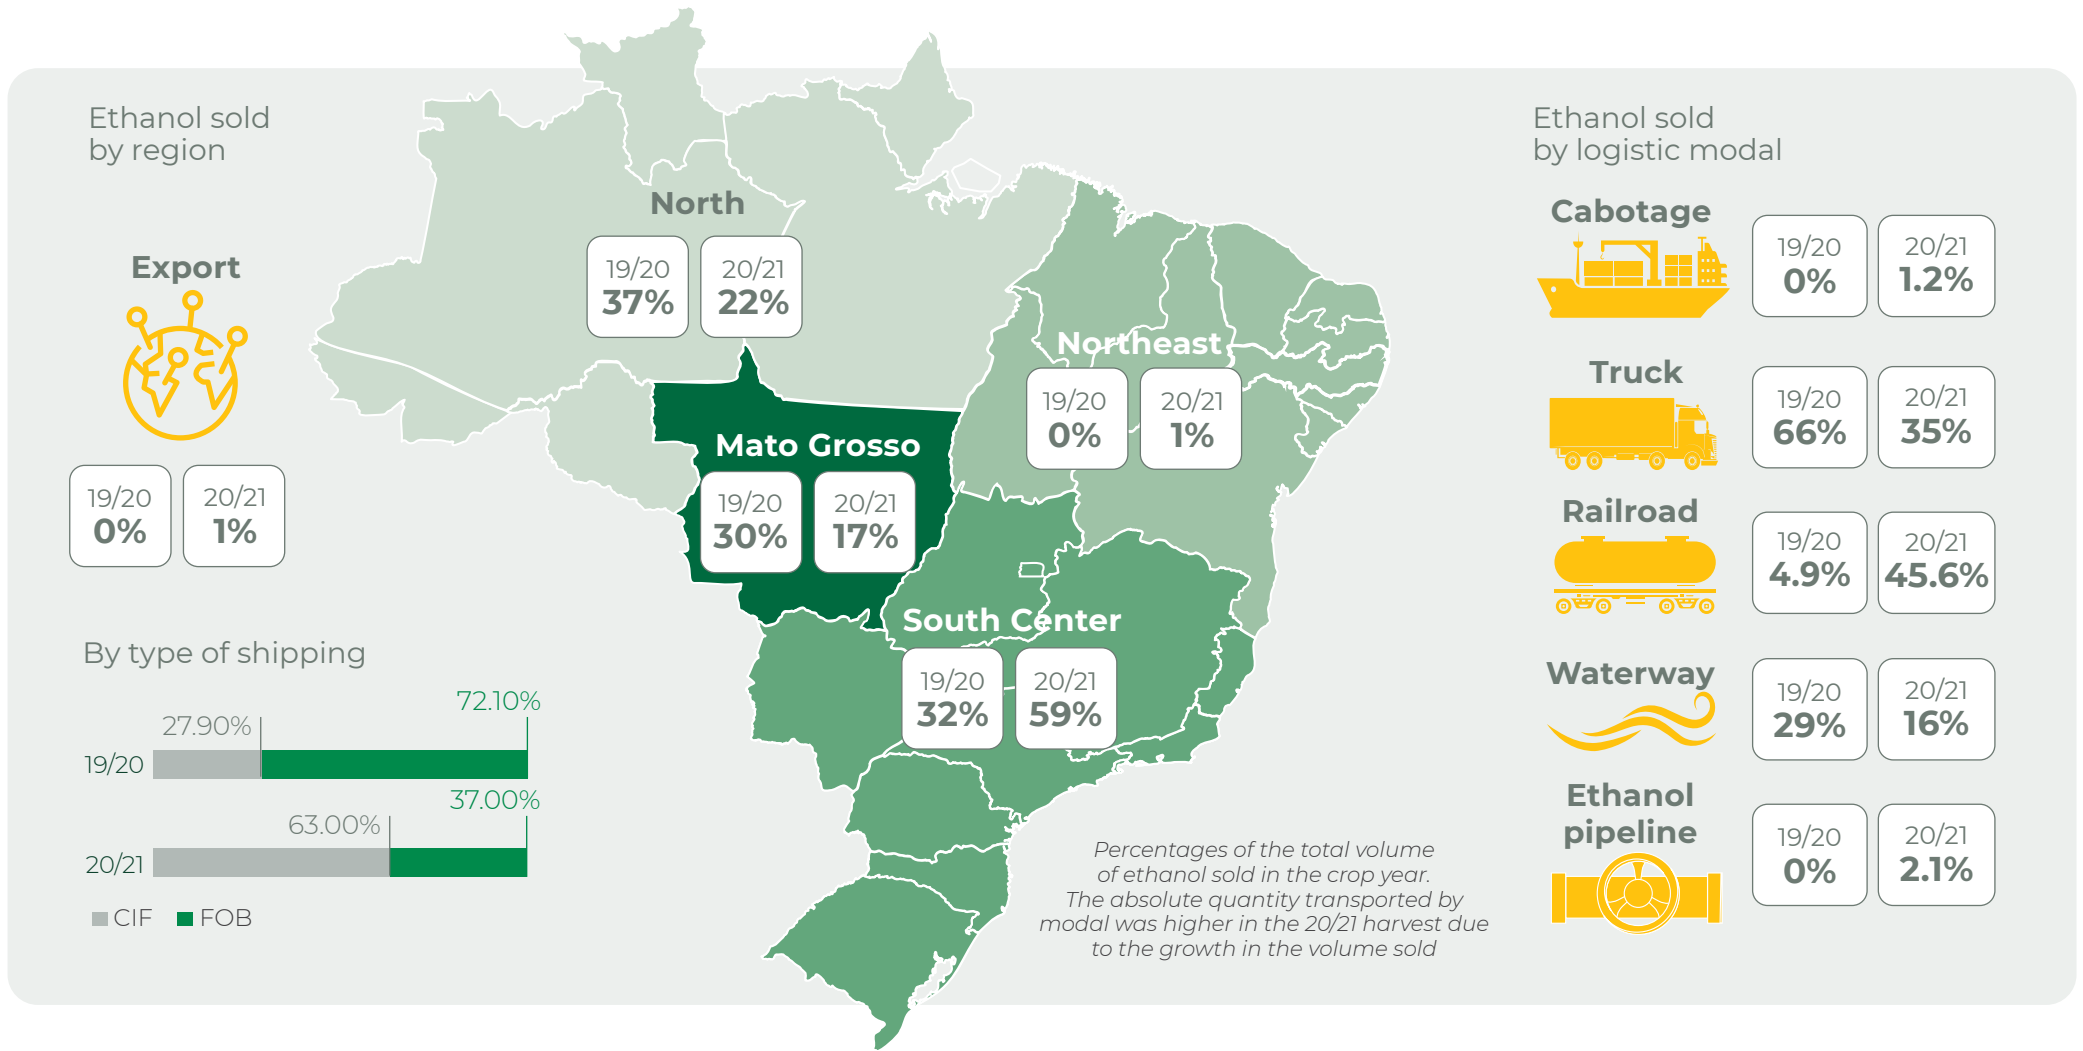 Ethanol sold
by region
Export
19/20
0%
20/21
1%
North
19/20
37%
20/21
22%
Northeast
19/20
0%
20/21
1%
Mato Grosso
19/20
30%
20/21
17%
South Center
19/20
32%
20/21
59%
By type of shipping
72.10%
27.90%
19/20
37.00%
63.00%
20/21
CIF
FOB
Percentages of the total volume
of ethanol sold in the crop year.
The absolute quantity transported by
modal was higher in the 20/21 harvest due
to the growth in the volume sold
Ethanol sold
by logistic modal
Cabotage
19/20
0%
20/21
1.2%
Truck
19/20
66%
20/21
35%
Railroad
19/20
4.9%
20/21
45.6%
Waterway
19/20
29%
20/21
16%
Ethanol
pipeline
19/20
0%
20/21
2.1%